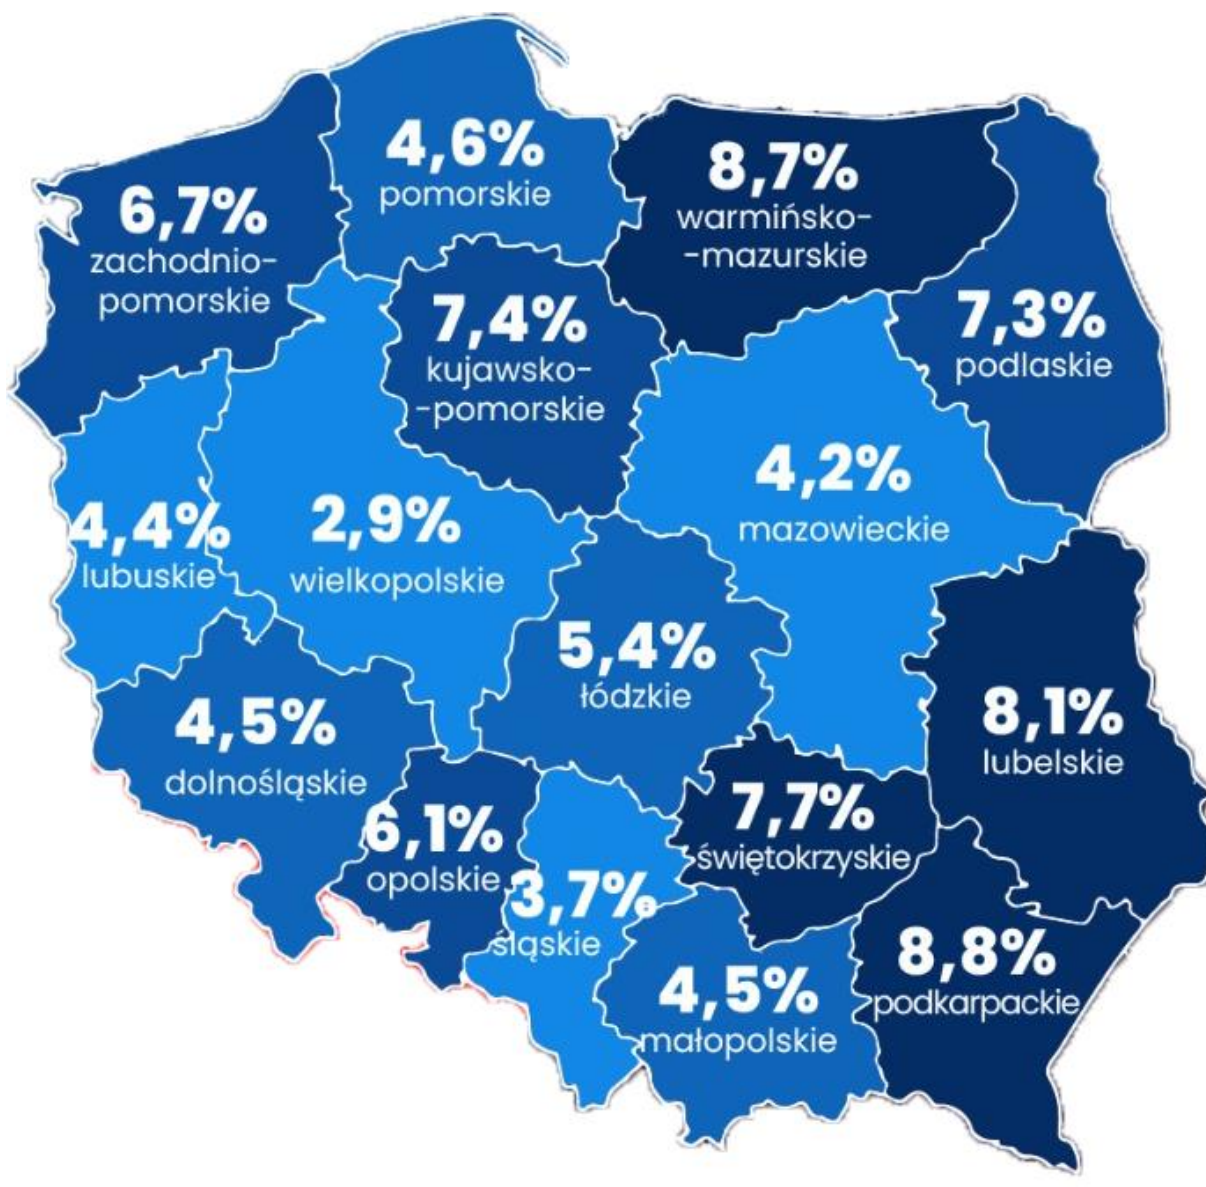 4,6%
pomorskie
8,7%
warmińsko-
-mazurskie
6,7%
zachodnio-
pomorskie
7,4%
kujawsko-
-pomorskie
7,3%
podlaskie
4,2%
mazowieckie
4,4%
lubuskie
2,9%
wielkopolskie
5,4%
łódzkie
4,5%
dolnośląskie
8,1%
lubelskie
6,1%
opolskie
7,7%
świętokrzyskie
3,7%
śląskie
8,8%
podkarpackie
4,5%
małopolskie